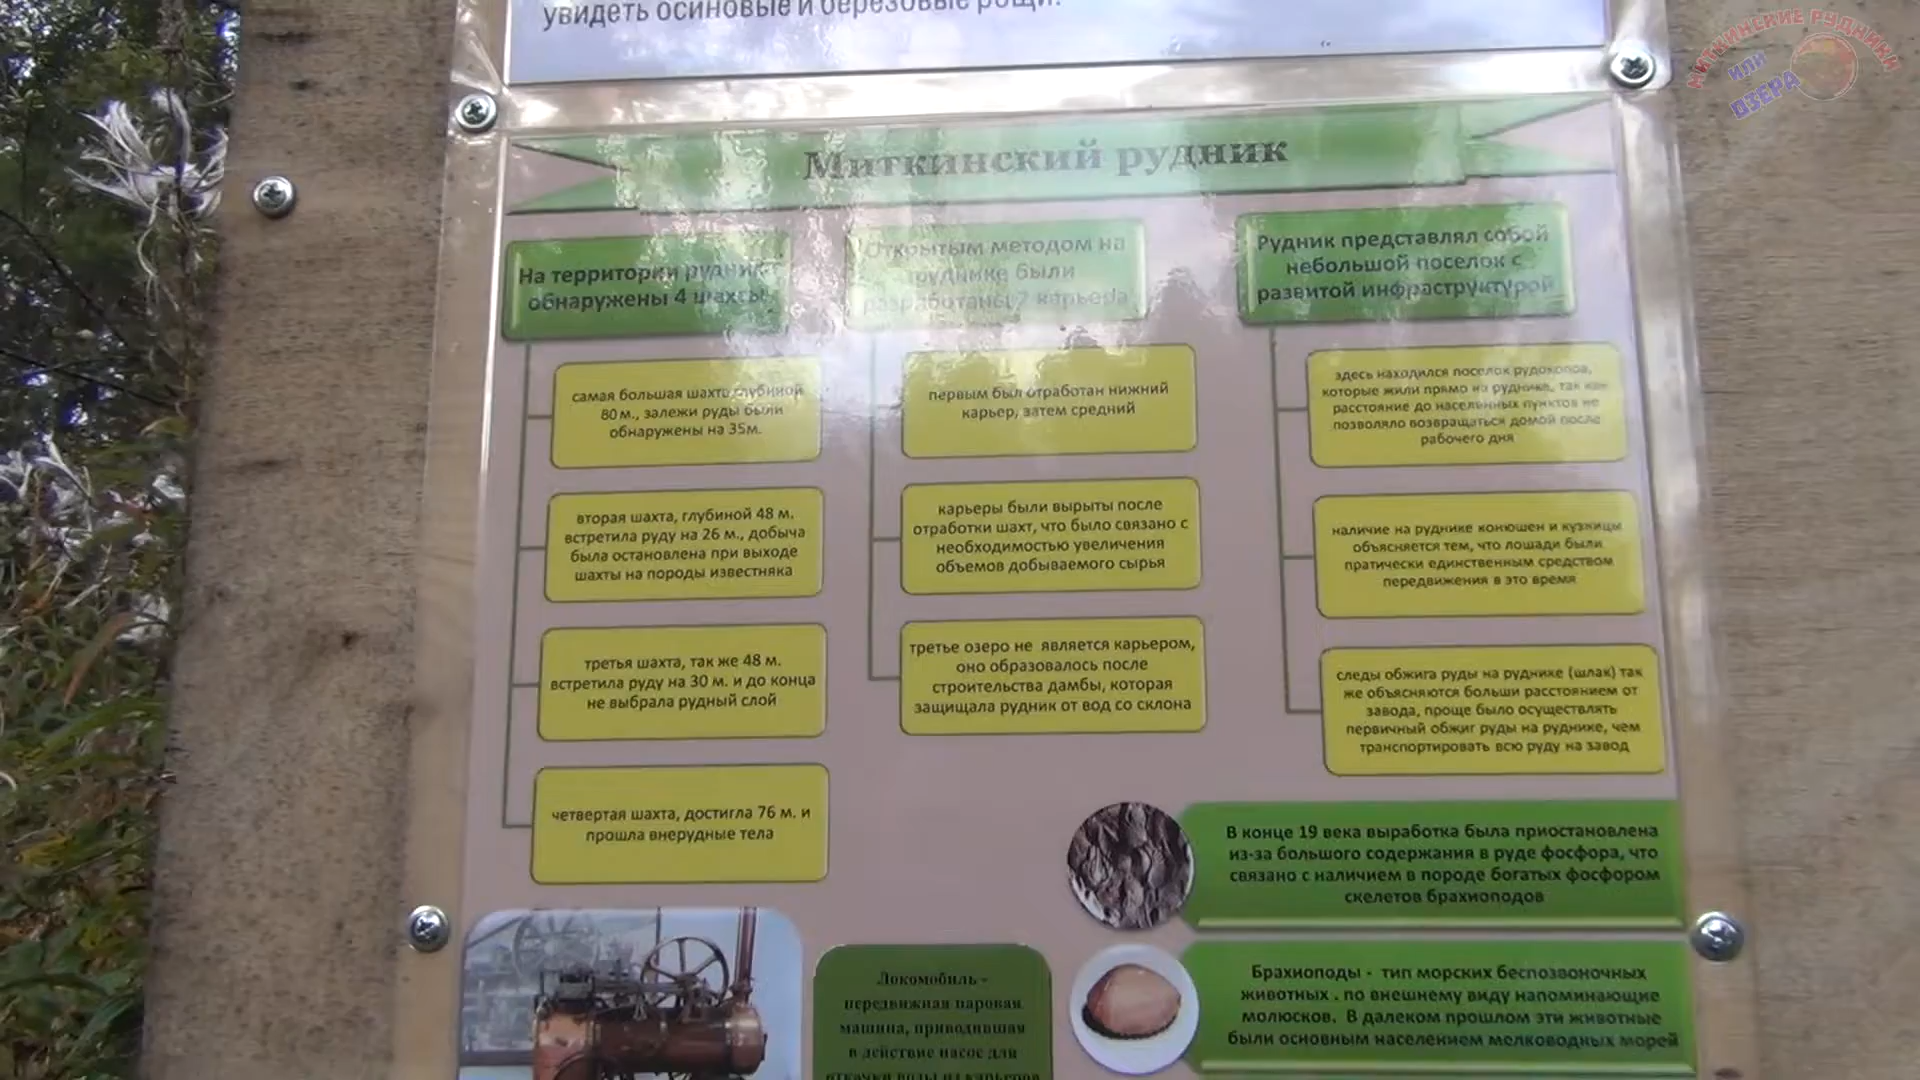 увидеть осиновые и березовые рощи.
МИТКИНСКИЕ РУДНИКИ
ИЛИ
ОЗЕРА
Миткинский рудник
На территории рудника
обнаружены 4 шахты
Открытым методом на
руднике были
разработаны 2 карьера
Рудник представлял собой
небольшой поселок с
развитой инфраструктурой
самая большая шахта глубиной
80 м., залежи руды были
обнаружены на 35м.
вторая шахта, глубиной 48 м.
встретила руду на 26 м., добыча
была остановлена при выходе
шахты на породы известняка
третья шахта, так же 48 м.
встретила руду на 30 м. и до конца
не выбрала рудный слой
четвертая шахта, достигла 76 м. и
прошла внерудные тела
первым был отработан нижний
карьер, затем средний
карьеры были вырыты после
отработки шахт, что было связано с
необходимостью увеличения
объемов добываемого сырья
третье озеро не является карьером,
оно образовалось после
строительства дамбы, которая
защищала рудник от вод со склона
здесь находился поселок рудокопов,
которые жили прямо на руднике, так как
расстояние до населенных пунктов не
позволяло возвращаться домой после
рабочего дня
наличие на руднике конюшен и кузницы
объясняется тем, что лошади были
пратически единственным средством
передвижения в это время
следы обжига руды на руднике (шлак) так
же объясняются больши расстоянием от
завода, проще было осуществлять
первичный обжиг руды на руднике, чем
транспортировать всю руду на завод
В конце 19 века выработка была приостановлена
из-за большого содержания в руде фосфора, что
связано с наличием в породе богатых фосфором
скелетов брахиоподов
Брахиоподы - тип морских беспозвоночных
животных . по внешнему виду напоминающие
молюсков. В далеком прошлом эти животные
были основным населением мелководных морей
Локомобиль -
передвижная паровая
машина, приводившая
в действие насос для
откачки воды из карьеров